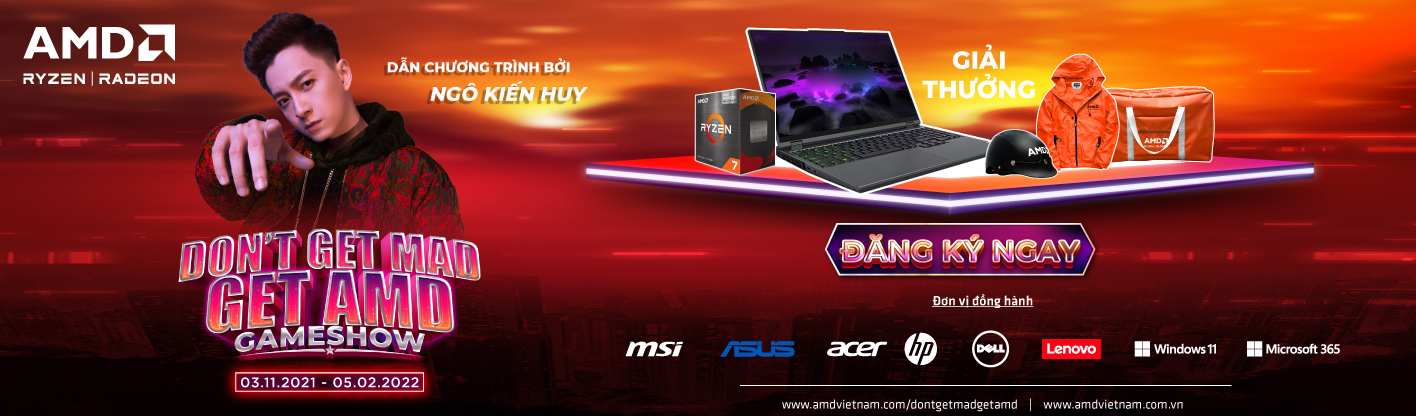 AMD
RYZEN | RADEON
DẪN CHƯƠNG TRÌNH BỞI
NGÔ KIẾN HUY
DON'T GET MAD
GET AMD
GAMESHOW
03.11.2021 - 05.02.2022
GIẢI
THƯỞNG
AMD
RYZEN
7
AMD
AMD
AMD
ĐĂNG KÝ NGAY
Đơn vị đồng hành
msi
ASUS
acer
hp
DELL
Lenovo
Windows 11
Microsoft 365
www.amdvietnam.com/dontgetmadgetamd | www.amdvietnam.com.vn